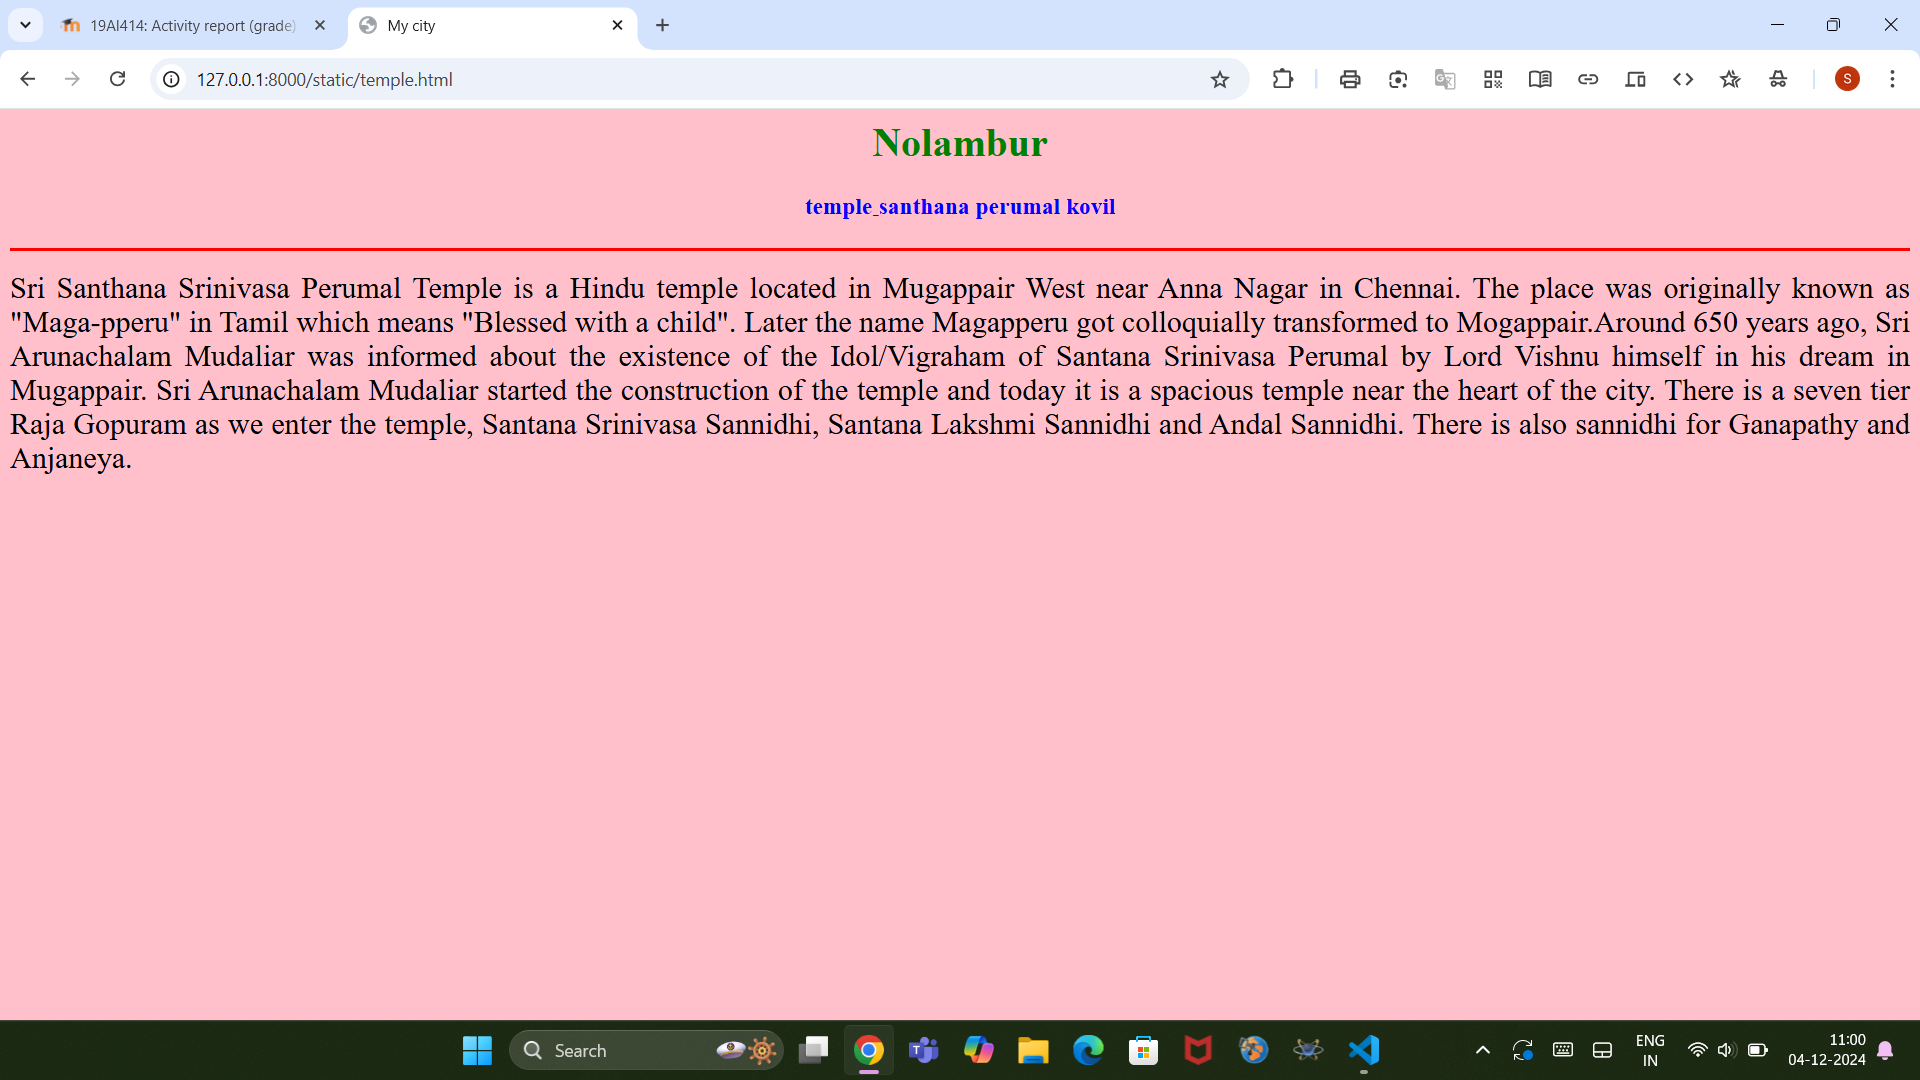 19AI414: Activity report (grade)
My city
127.0.0.1:8000/static/temple.html
S
Nolambur
temple_santhana perumal kovil
Sri Santhana Srinivasa Perumal Temple is a Hindu temple located in Mugappair West near Anna Nagar in Chennai. The place was originally known as
"Maga-pperu" in Tamil which means "Blessed with a child". Later the name Magapperu got colloquially transformed to Mogappair.Around 650 years ago, Sri
Arunachalam Mudaliar was informed about the existence of the Idol/Vigraham of Santana Srinivasa Perumal by Lord Vishnu himself in his dream in
Mugappair. Sri Arunachalam Mudaliar started the construction of the temple and today it is a spacious temple near the heart of the city. There is a seven tier
Raja Gopuram as we enter the temple, Santana Srinivasa Sannidhi, Santana Lakshmi Sannidhi and Andal Sannidhi. There is also sannidhi for Ganapathy and
Anjaneya.
Search
ENG
IN
11:00
04-12-2024